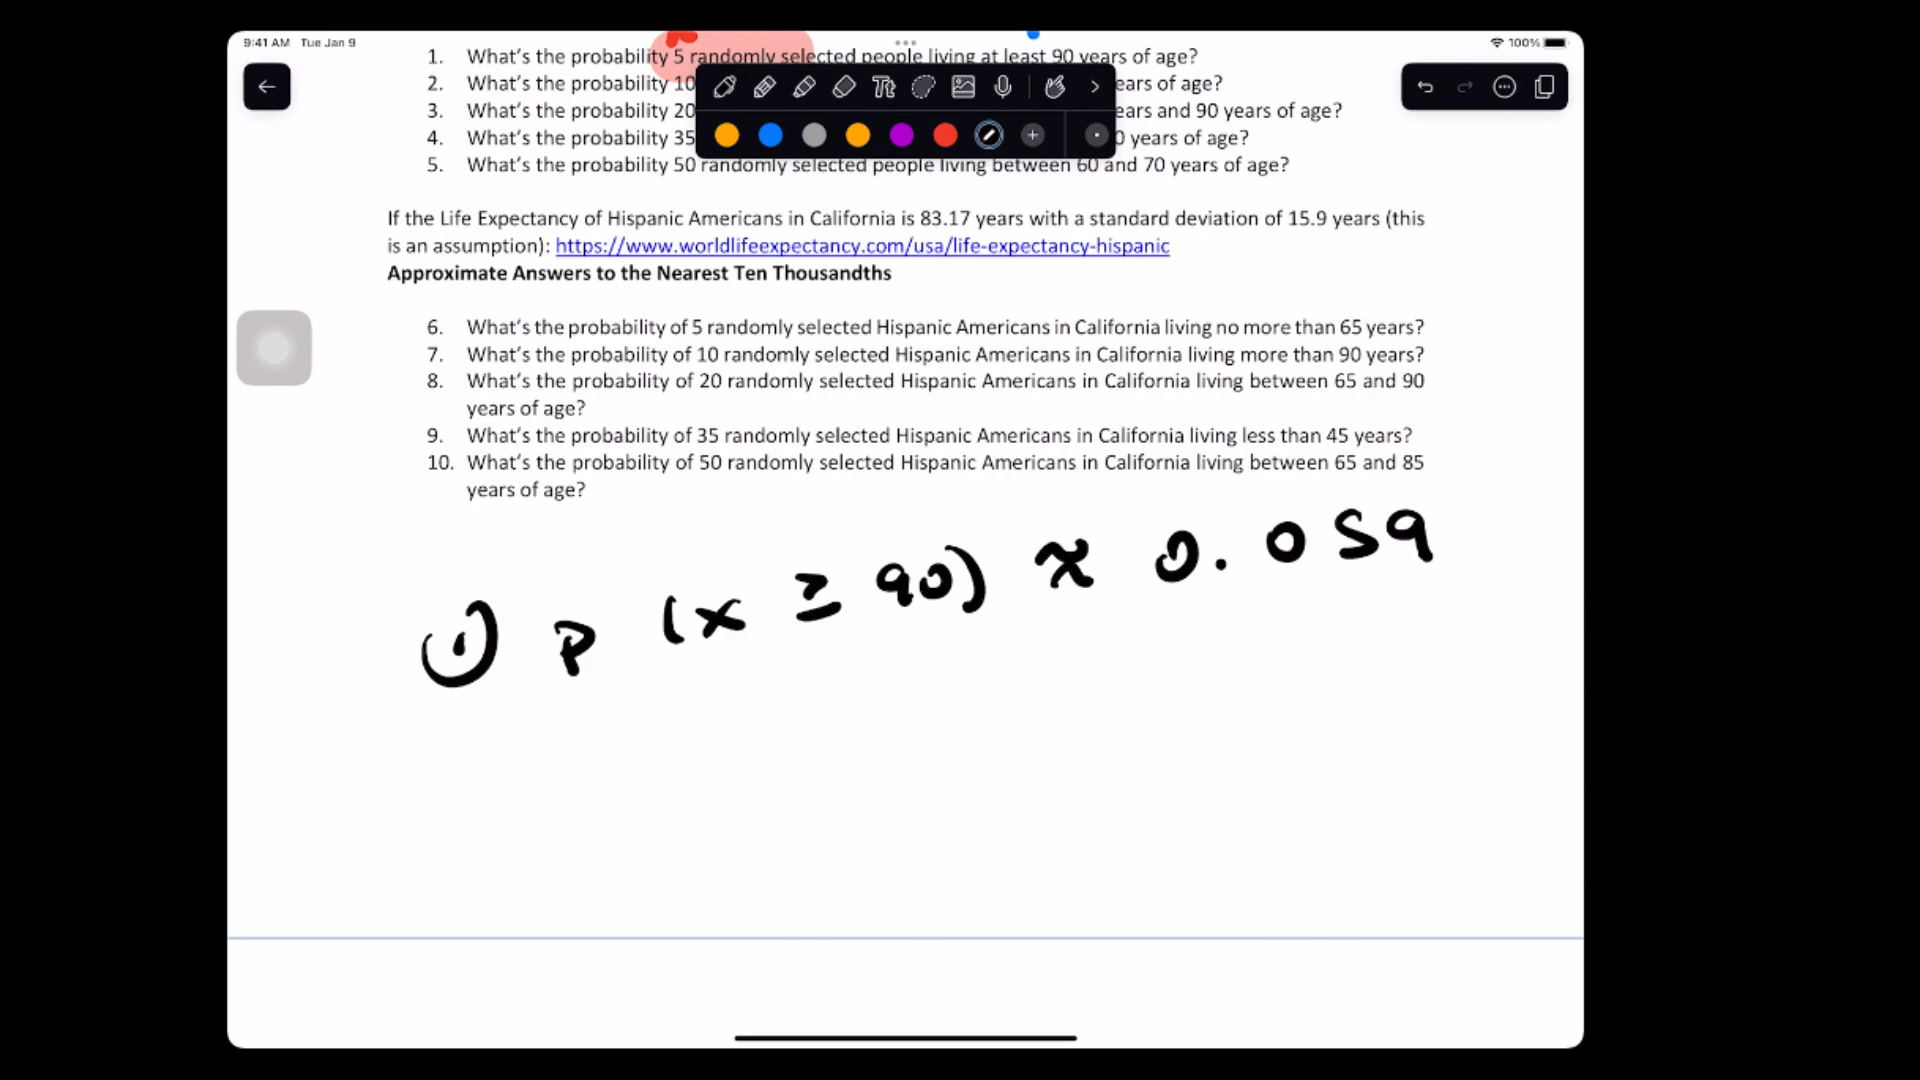 9:41 AM Tue Jan 9
100%
1. What's the probability 5 randomly selected people living at least 90 years of age?
2. What's the probability 10 ears of age?
3. What's the probability 20 ears and 90 years of age?
4. What's the probability 35 0 years of age?
5. What's the probability 50 randomly selected people living between 60 and 70 years of age?
If the Life Expectancy of Hispanic Americans in California is 83.17 years with a standard deviation of 15.9 years (this
is an assumption): https://www.worldlifeexpectancy.com/usa/life-expectancy-hispanic
Approximate Answers to the Nearest Ten Thousandths
6. What's the probability of 5 randomly selected Hispanic Americans in California living no more than 65 years?
7. What's the probability of 10 randomly selected Hispanic Americans in California living more than 90 years?
8. What's the probability of 20 randomly selected Hispanic Americans in California living between 65 and 90
years of age?
9. What's the probability of 35 randomly selected Hispanic Americans in California living less than 45 years?
10. What's the probability of 50 randomly selected Hispanic Americans in California living between 65 and 85
years of age?
① P (x ≥ 90) ≈ 0.059